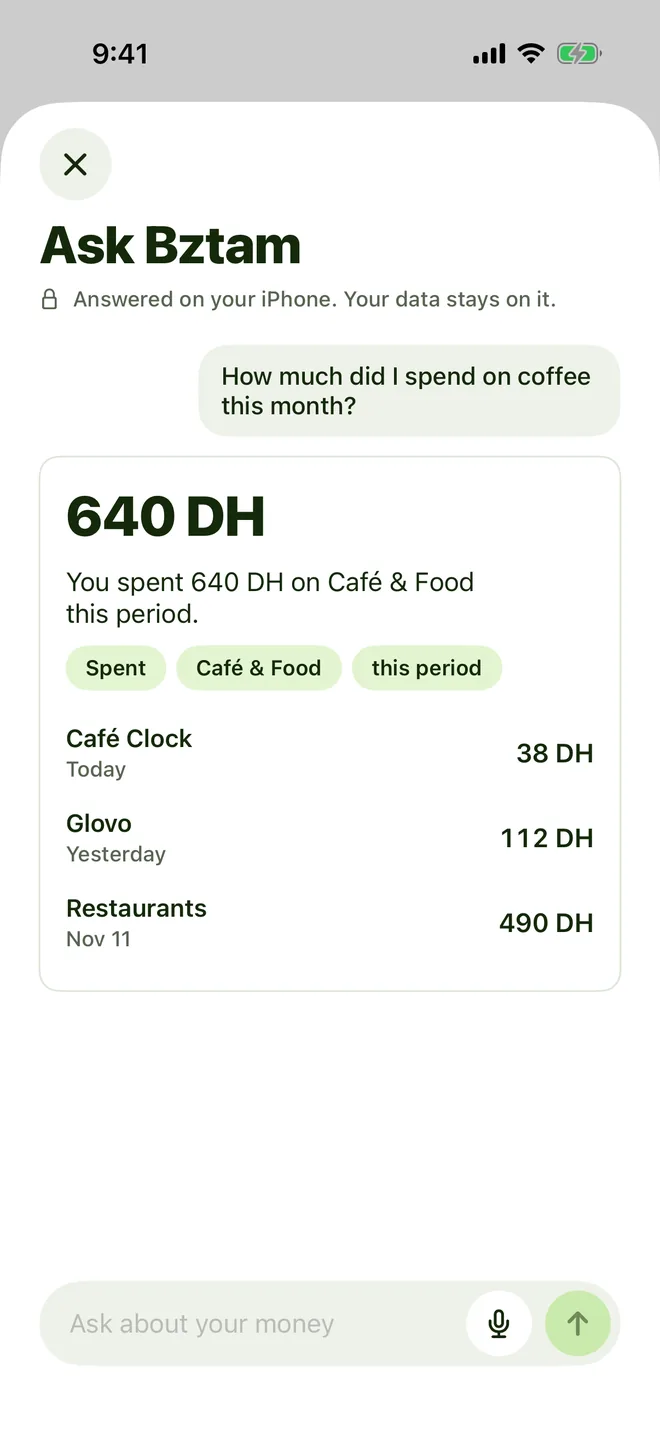 9:41
Ask Bztam
Answered on your iPhone. Your data stays on it.
How much did I spend on coffee
this month?
640 DH
You spent 640 DH on Café & Food
this period.
Spent Café & Food this period
Café Clock
38 DH
Today
Glovo
112 DH
Yesterday
Restaurants
490 DH
Nov 11
Ask about your money